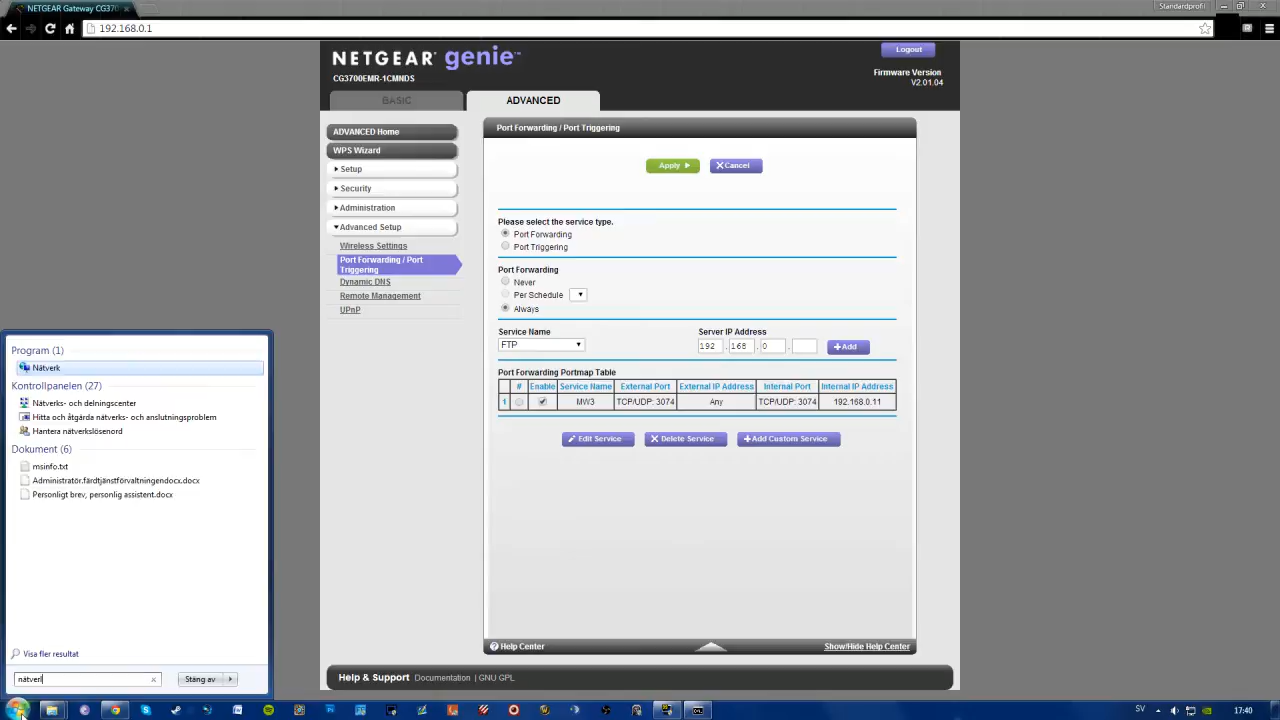 NETGEAR Gateway CG370
Standardprofil
192.168.0.1
NETGEAR genie™
CG3700EMR-1CMNDS
Logout
Firmware Version
V2.01.04
BASIC
ADVANCED
ADVANCED Home
WPS Wizard
Setup
Security
Administration
Advanced Setup
Wireless Settings
Port Forwarding / Port
Triggering
Dynamic DNS
Remote Management
UPnP
Port Forwarding / Port Triggering
Apply
Cancel
Please select the service type.
Port Forwarding
Port Triggering
Port Forwarding
Never
Per Schedule
Always
Service Name
Server IP Address
FTP
192 . 168 . 0 .
Add
Port Forwarding Portmap Table
# Enable Service Name External Port External IP Address Internal Port Internal IP Address
1 MW3 TCP/UDP: 3074 Any TCP/UDP: 3074 192.168.0.11
Edit Service
Delete Service
Add Custom Service
Help Center
Show/Hide Help Center
Help & Support Documentation | GNU GPL
Program (1)
Nätverk
Kontrollpanelen (27)
Nätverks- och delningscenter
Hitta och åtgärda nätverks- och anslutningsproblem
Hantera nätverkslösenord
Dokument (6)
msinfo.txt
Administratör.färdtjänstförvaltningendocx.docx
Personligt brev, personlig assistent.docx
Visa fler resultat
nätverl
Stäng av
SV
17:40